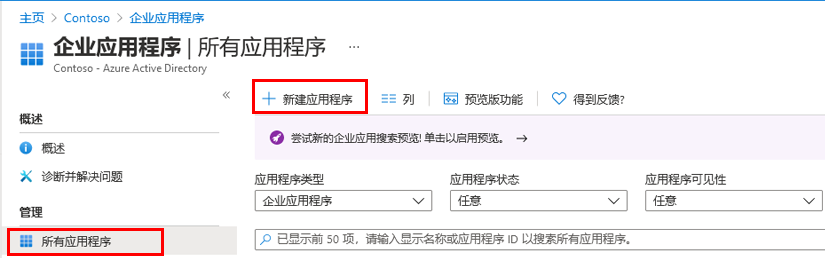 主页 > Contoso > 企业应用程序
企业应用程序 | 所有应用程序 ...
Contoso - Azure Active Directory
«
新建应用程序 列 预览版功能 得到反馈?
概述
尝试新的企业应用搜索预览! 单击以启用预览。 →
概述
诊断并解决问题
应用程序类型 应用程序状态 应用程序可见性
企业应用程序 任意 任意
管理
所有应用程序
已显示前 50 项，请输入显示名称或应用程序 ID 以搜索所有应用程序。